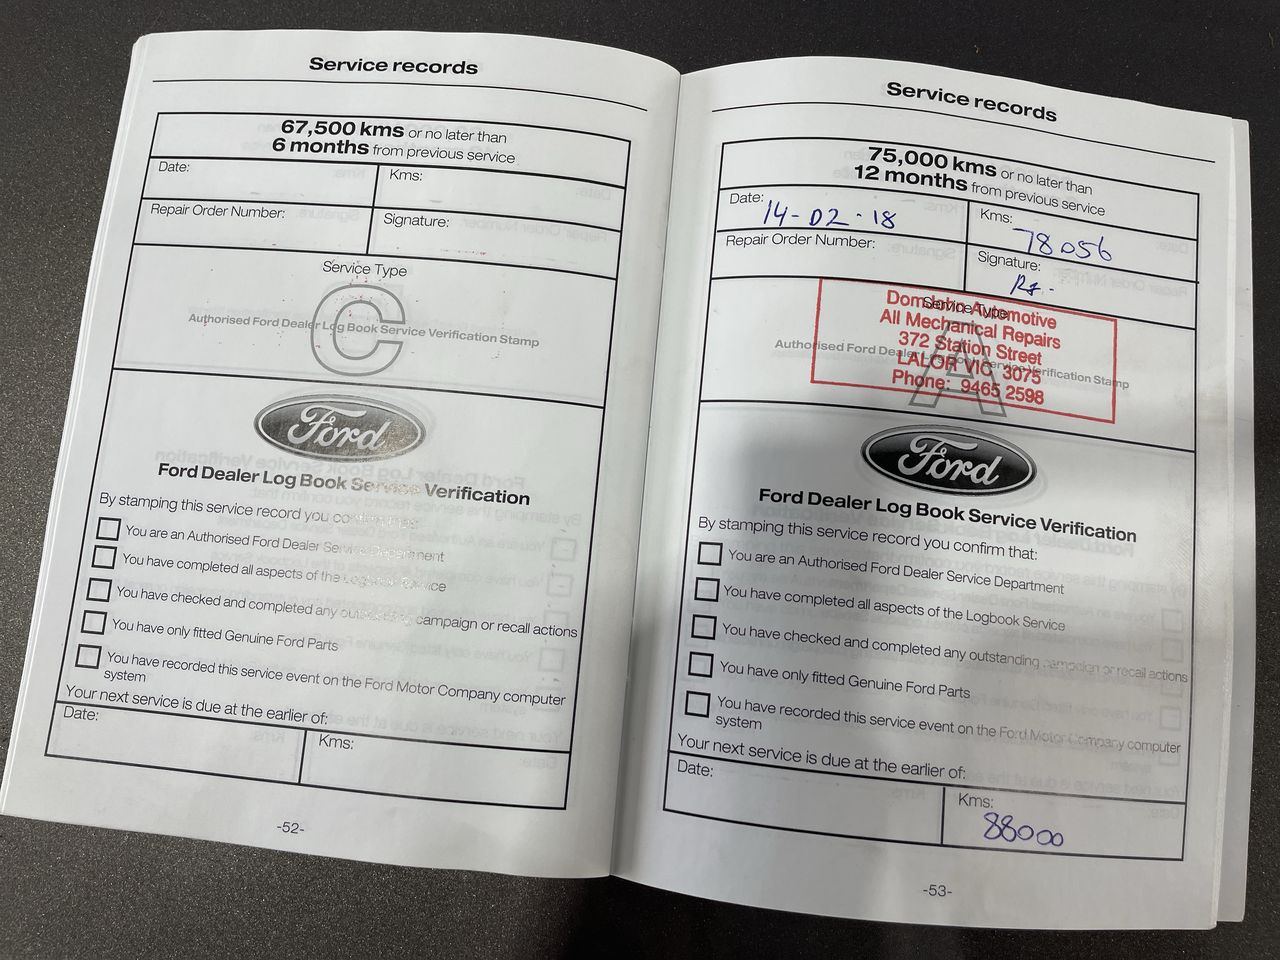 Service records
67,500 kms or no later than
6 months from previous service
Date:
Kms:
Repair Order Number:
Signature:
Service Type
C
Authorised Ford Dealer Log Book Service Verification Stamp
Ford
Ford Dealer Log Book Service Verification
By stamping this service record you confirm that:
You are an Authorised Ford Dealer Service Department
You have completed all aspects of the Logbook Service
You have checked and completed any outstanding campaign or recall actions
You have only fitted Genuine Ford Parts
You have recorded this service event on the Ford Motor Company computer
system
Your next service is due at the earlier of:
Date:
Kms:
-52-
Service records
75,000 kms or no later than
12 months from previous service
Date: 14-02-18
Kms: 78056
Repair Order Number:
Signature:
Service Type
A
Authorised Ford Dealer Log Book Service Verification Stamp
DomJohn Automotive
All Mechanical Repairs
372 Station Street
LALOR VIC 3075
Phone: 9465 2598
Ford
Ford Dealer Log Book Service Verification
By stamping this service record you confirm that:
You are an Authorised Ford Dealer Service Department
You have completed all aspects of the Logbook Service
You have checked and completed any outstanding campaign or recall actions
You have only fitted Genuine Ford Parts
You have recorded this service event on the Ford Motor Company computer
system
Your next service is due at the earlier of:
Date:
Kms: 88000
-53-